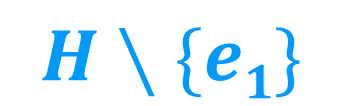 H \ {e₁}